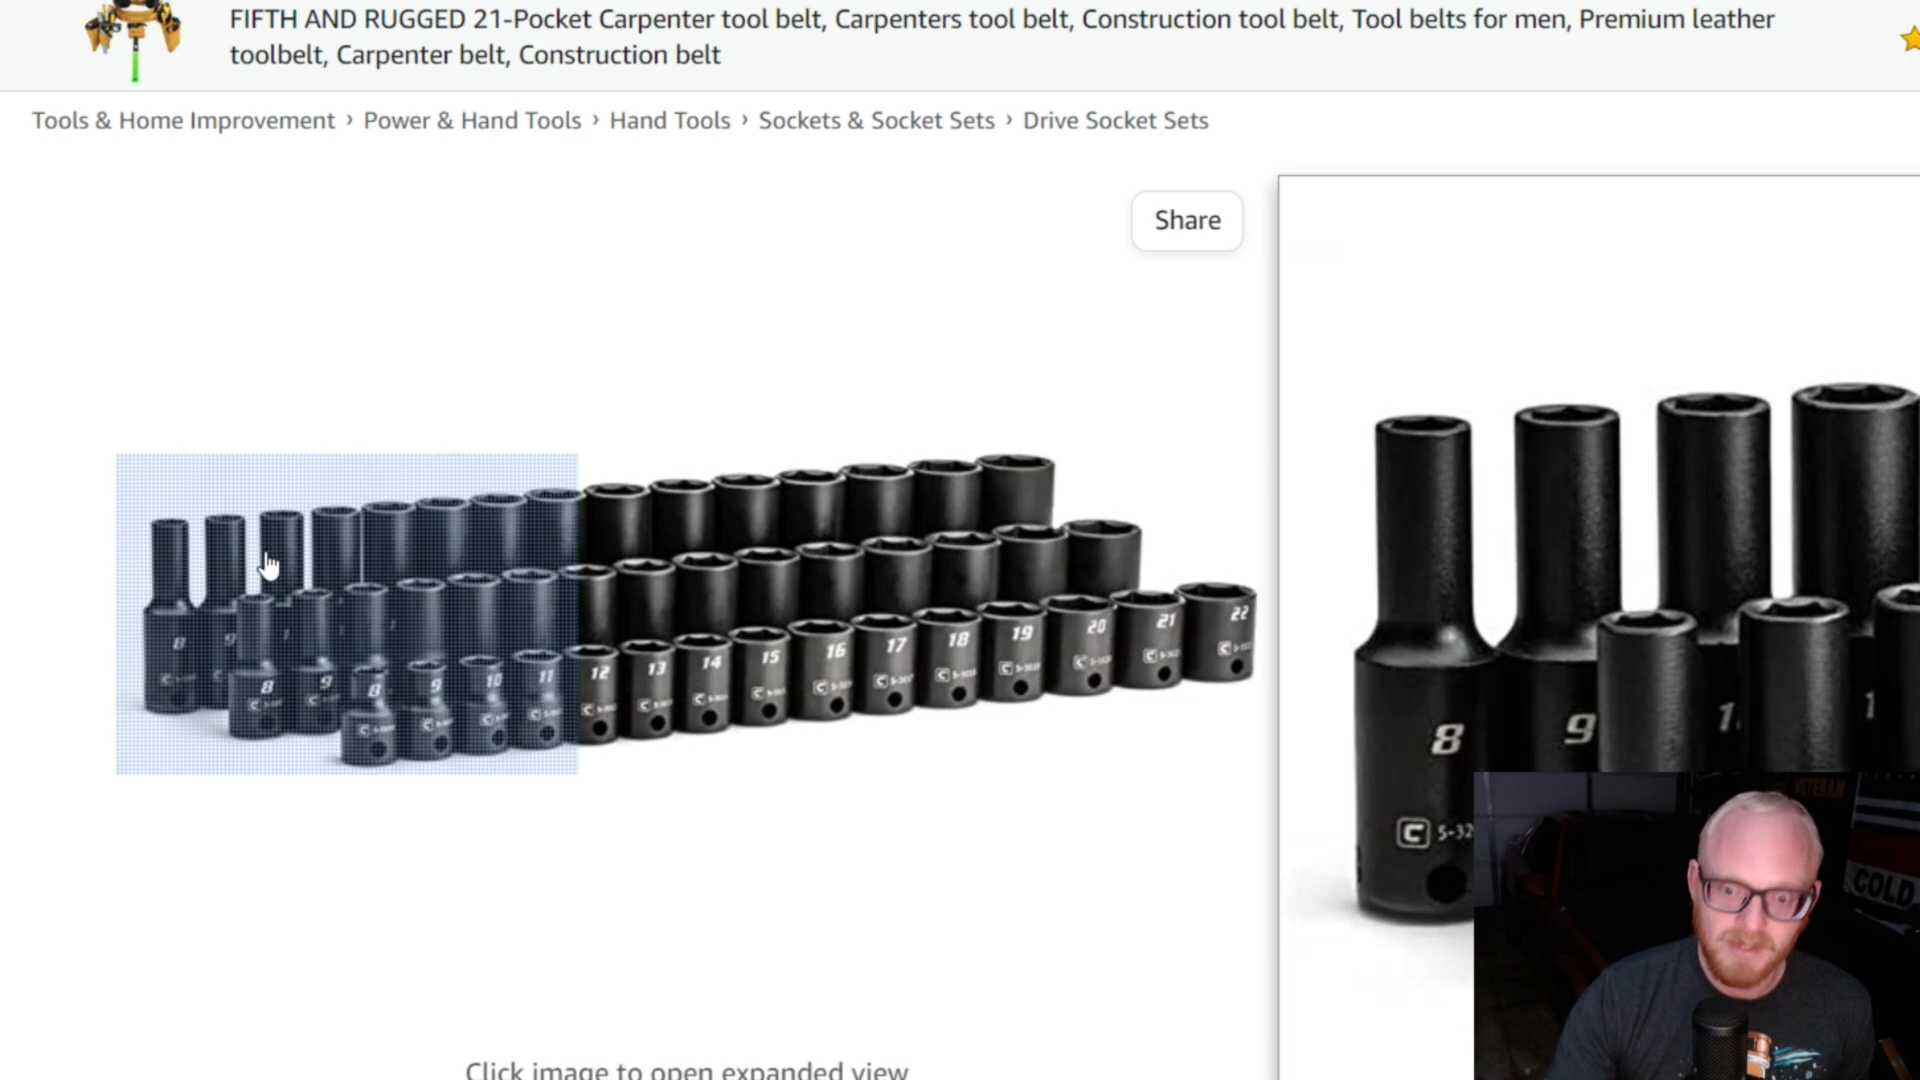 FIFTH AND RUGGED 21-Pocket Carpenter tool belt, Carpenters tool belt, Construction tool belt, Tool belts for men, Premium leather
toolbelt, Carpenter belt, Construction belt
Tools & Home Improvement › Power & Hand Tools › Hand Tools › Sockets & Socket Sets › Drive Socket Sets
Share
8 9
8 9
8 9 10 11 12 13 14 15 16 17 18 19 20 21 22
8 9
C S-32
VETERAN
COLD
Click image to open expanded view